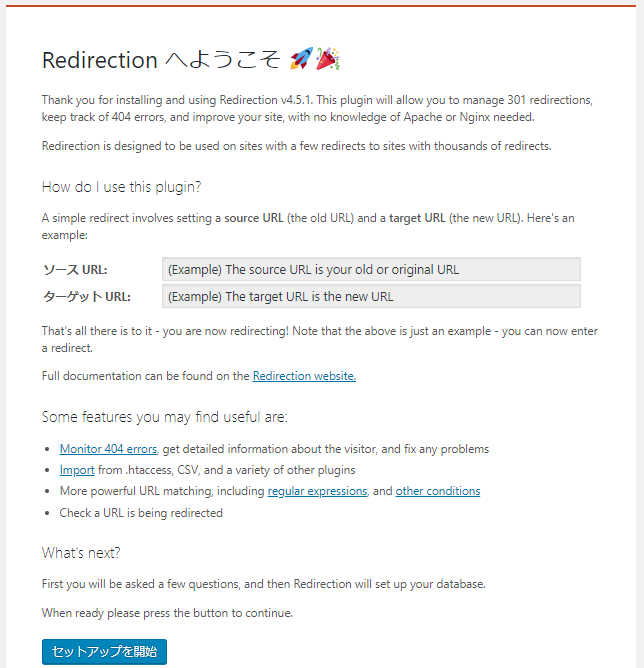 Redirection へようこそ 🚀🎉
Thank you for installing and using Redirection v4.5.1. This plugin will allow you to manage 301 redirections,
keep track of 404 errors, and improve your site, with no knowledge of Apache or Nginx needed.
Redirection is designed to be used on sites with a few redirects to sites with thousands of redirects.
How do I use this plugin?
A simple redirect involves setting a source URL (the old URL) and a target URL (the new URL). Here's an
example:
ソース URL: (Example) The source URL is your old or original URL
ターゲット URL: (Example) The target URL is the new URL
That's all there is to it - you are now redirecting! Note that the above is just an example - you can now enter
a redirect.
Full documentation can be found on the Redirection website.
Some features you may find useful are:
• Monitor 404 errors, get detailed information about the visitor, and fix any problems
• Import from .htaccess, CSV, and a variety of other plugins
• More powerful URL matching, including regular expressions, and other conditions
• Check a URL is being redirected
What's next?
First you will be asked a few questions, and then Redirection will set up your database.
When ready please press the button to continue.
セットアップを開始